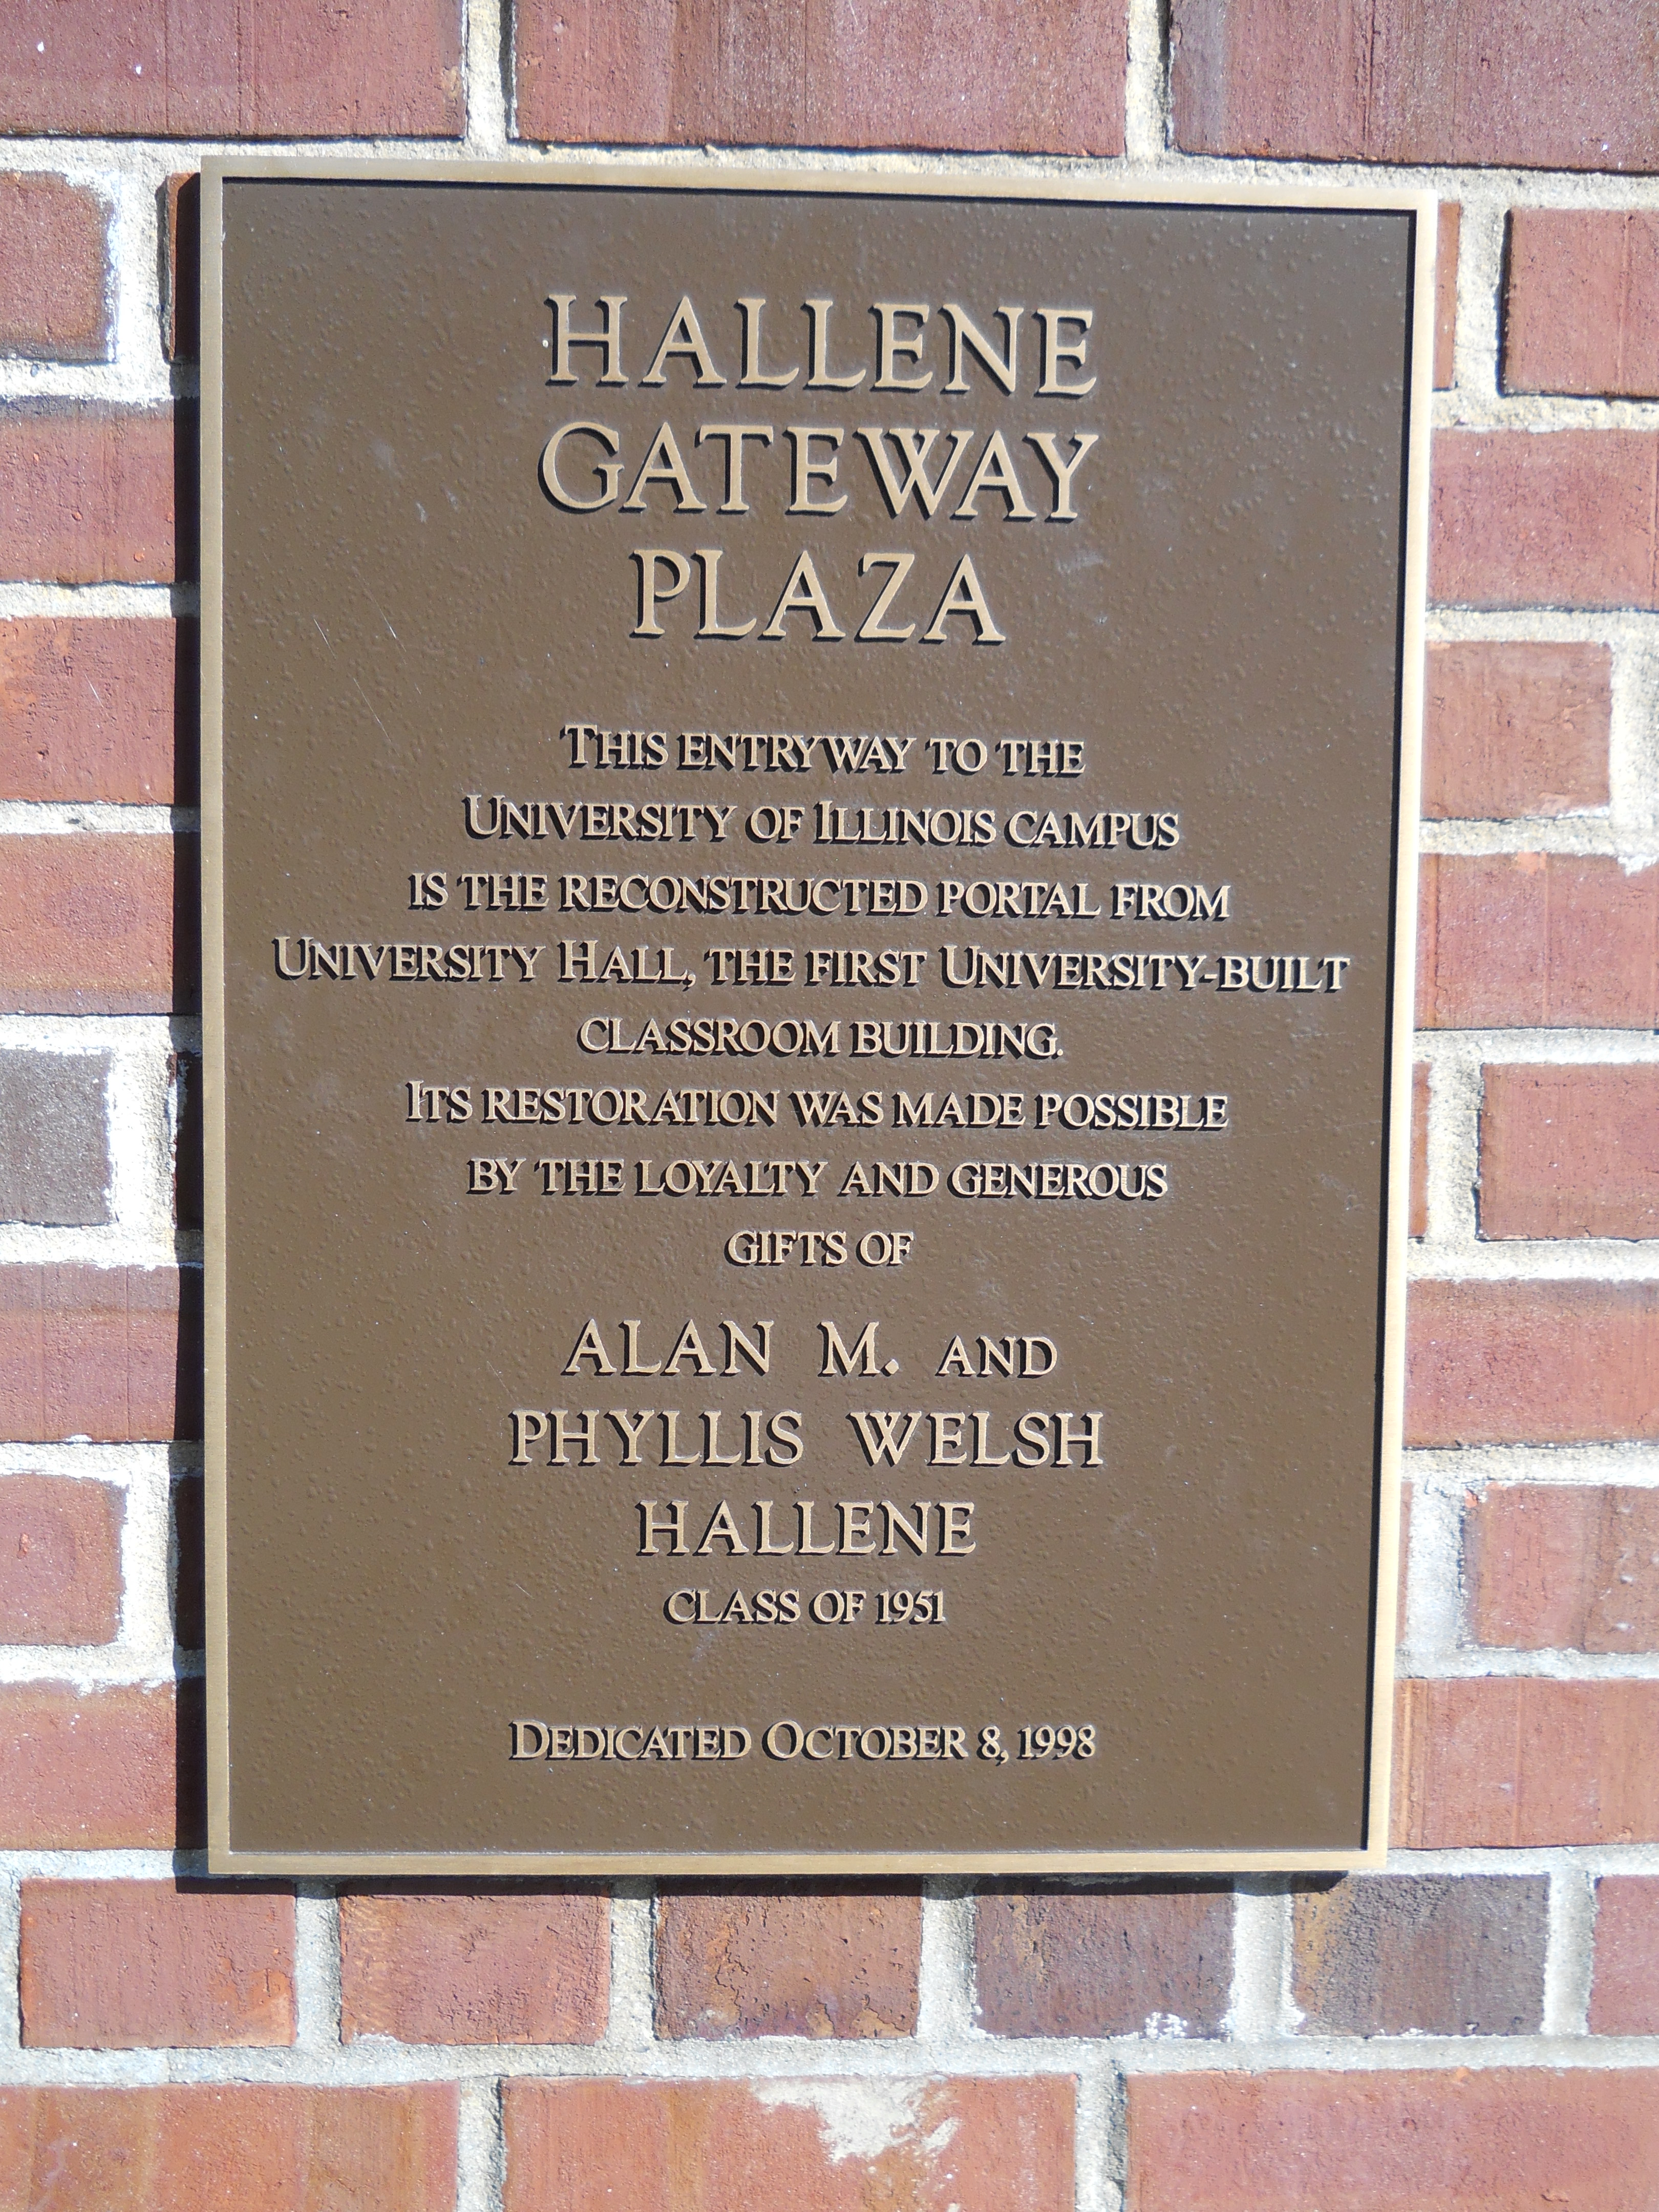 HALLENE
GATEWAY
PLAZA
THIS ENTRYWAY TO THE
UNIVERSITY OF ILLINOIS CAMPUS
IS THE RECONSTRUCTED PORTAL FROM
UNIVERSITY HALL, THE FIRST UNIVERSITY-BUILT
CLASSROOM BUILDING.
ITS RESTORATION WAS MADE POSSIBLE
BY THE LOYALTY AND GENEROUS
GIFTS OF
ALAN M. AND
PHYLLIS WELSH
HALLENE
CLASS OF 1951
DEDICATED OCTOBER 8, 1998